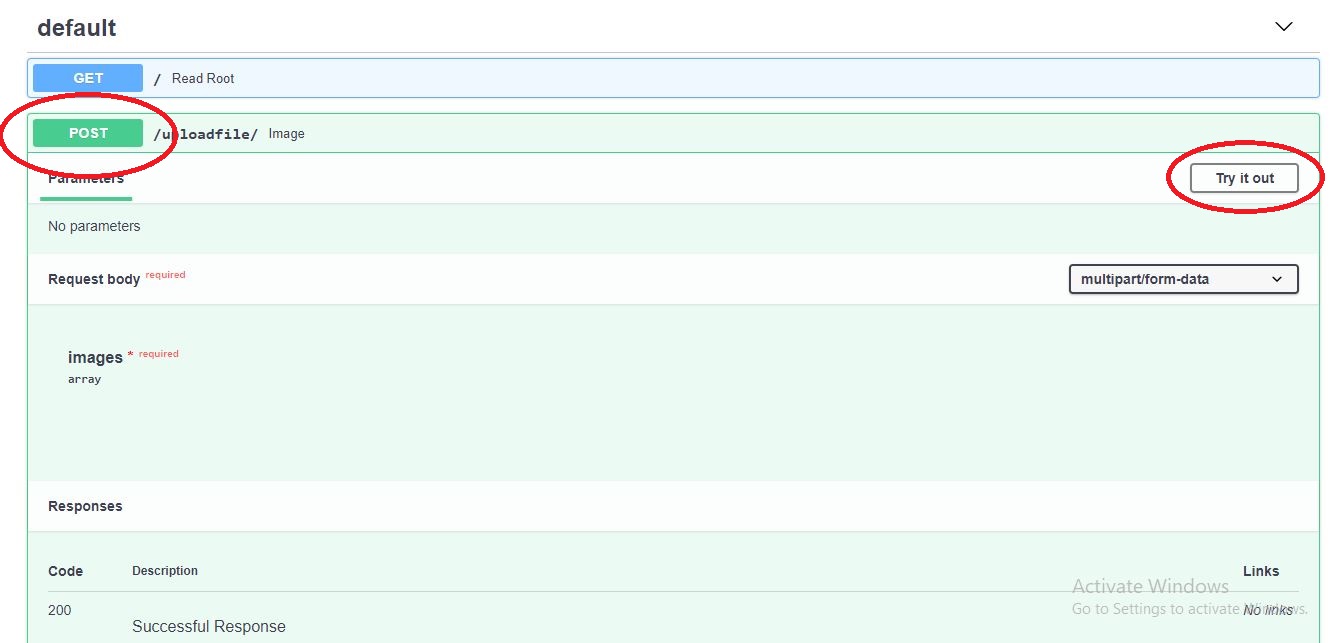 default
GET / Read Root
POST /uploadfile/ Image
Parameters
Try it out
No parameters
Request body required
multipart/form-data
images * required
array
Responses
Code Description Links
200 No links
Successful Response
Activate Windows
Go to Settings to activate Windows.